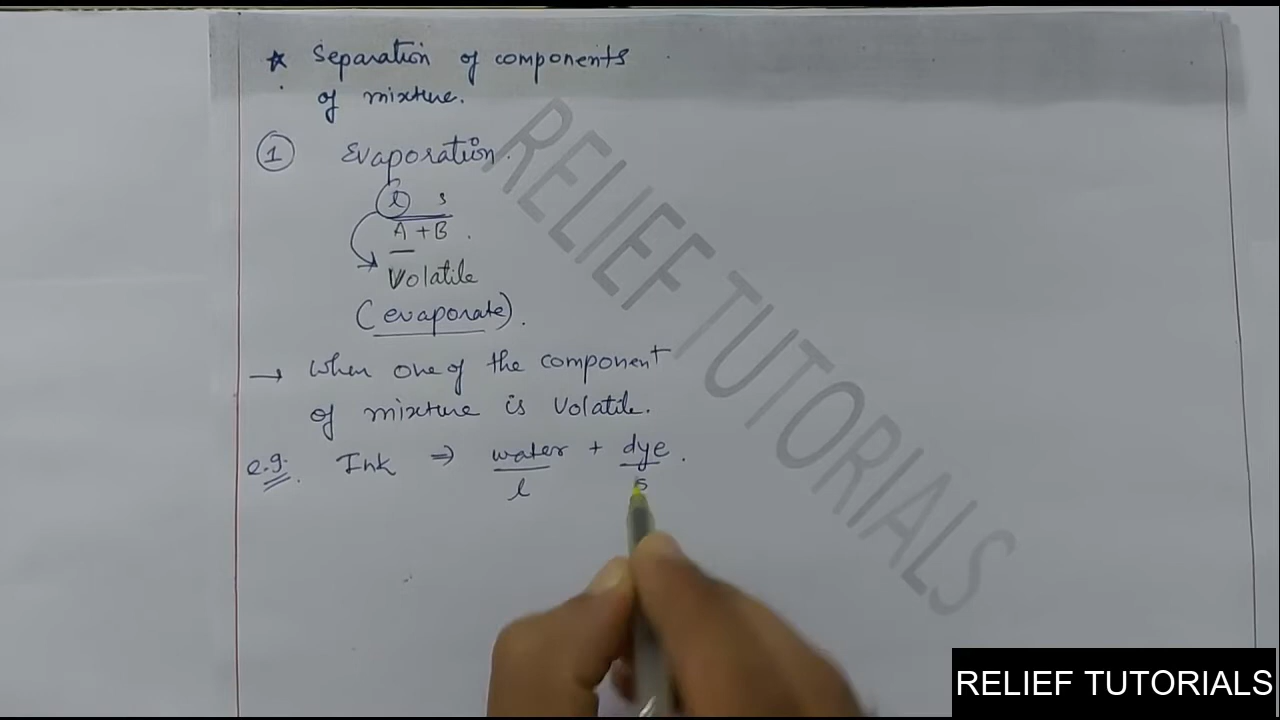 ★ Separation of components
of mixture.
① Evaporation.
l s
A + B .
Volatile
(evaporate).
→ When one of the component
of mixture is Volatile.
e.g. Ink ⇒ water + dye.
l s
RELIEF TUTORIALS
RELIEF TUTORIALS